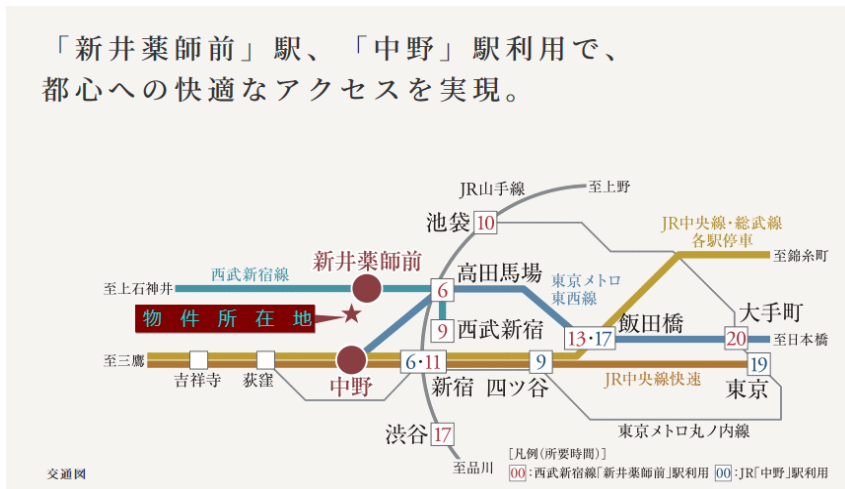 「新井薬師前」駅、「中野」駅利用で、
都心への快適なアクセスを実現。
JR山手線
至上野
池袋 10
JR中央線・総武線
各駅停車
至錦糸町
新井薬師前
西武新宿線
至上石神井
高田馬場
6
東京メトロ
東西線
物件所在地
9 西武新宿
13・17 飯田橋
大手町
20
至日本橋
至三鷹
吉祥寺
荻窪
中野
6・11
新宿
四ツ谷
9
JR中央線快速
19
東京
渋谷 17
東京メトロ丸ノ内線
至品川
[凡例(所要時間)]
00:西武新宿線「新井薬師前」駅利用 00:JR「中野」駅利用
交通図